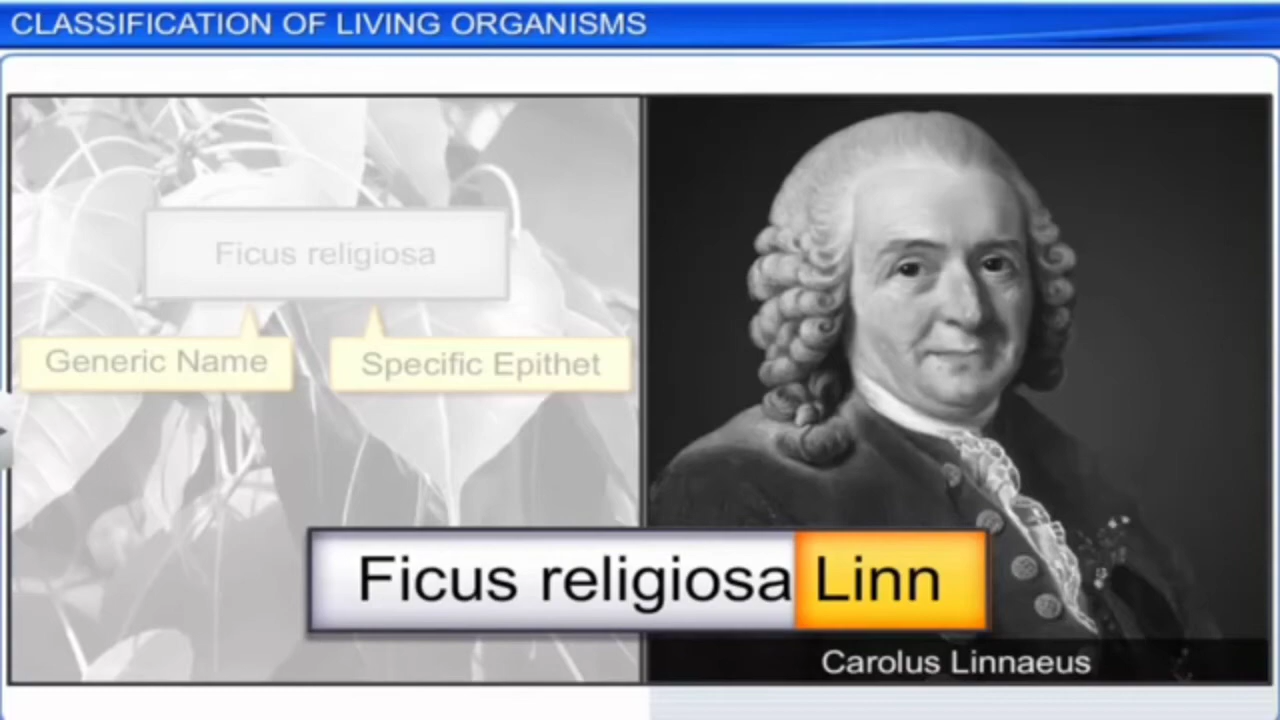 CLASSIFICATION OF LIVING ORGANISMS
Ficus religiosa
Generic Name
Specific Epithet
Ficus religiosa Linn
Carolus Linnaeus